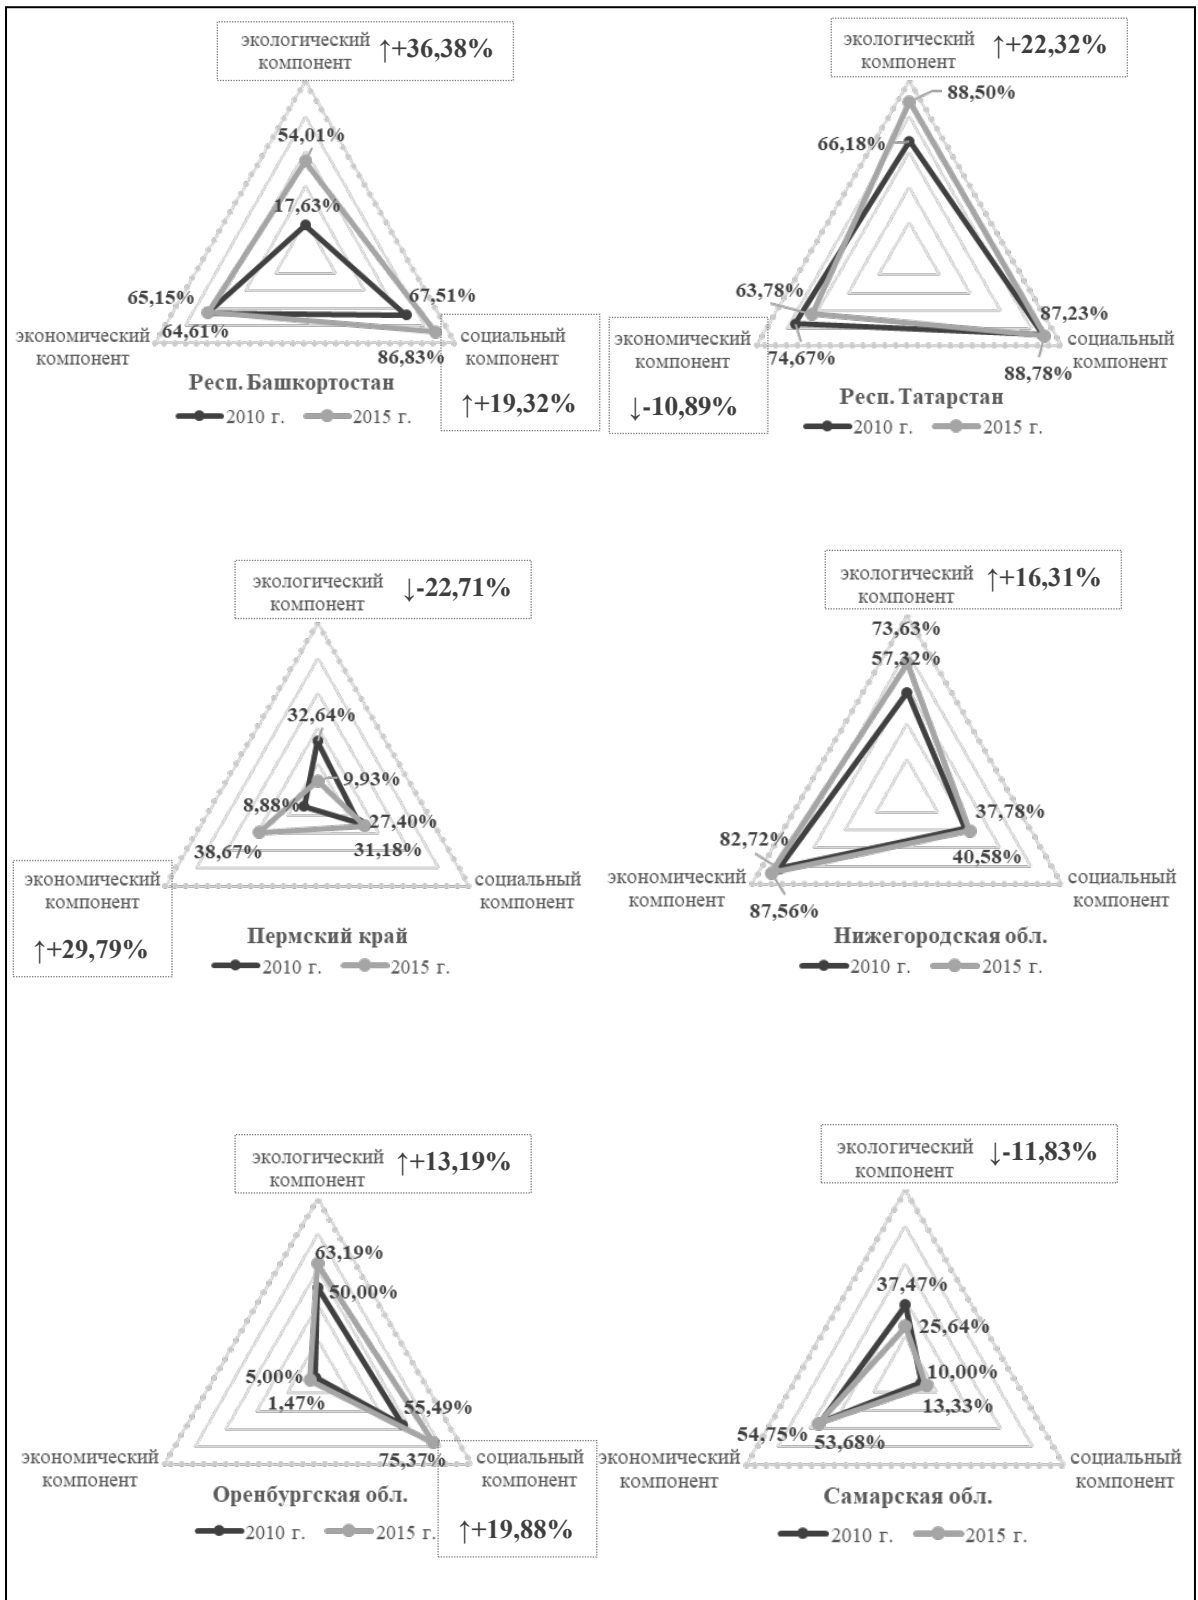 экологический
компонент
↑+36,38%
54,01%
17,63%
65,15%
64,61%
67,51%
86,83%
экономический
компонент
социальный
компонент
↑+19,32%
Респ. Башкортостан
2010 г.
2015 г.
экологический
компонент
↑+22,32%
88,50%
66,18%
63,78%
74,67%
87,23%
88,78%
экономический
компонент
↓-10,89%
социальный
компонент
Респ. Татарстан
2010 г.
2015 г.
экологический
компонент
↓-22,71%
32,64%
9,93%
8,88%
27,40%
38,67%
31,18%
экономический
компонент
↑+29,79%
социальный
компонент
Пермский край
2010 г.
2015 г.
экологический
компонент
↑+16,31%
73,63%
57,32%
37,78%
82,72%
40,58%
87,56%
экономический
компонент
социальный
компонент
Нижегородская обл.
2010 г.
2015 г.
экологический
компонент
↑+13,19%
63,19%
50,00%
5,00%
1,47%
55,49%
75,37%
экономический
компонент
социальный
компонент
↑+19,88%
Оренбургская обл.
2010 г.
2015 г.
экологический
компонент
↓-11,83%
37,47%
25,64%
10,00%
13,33%
54,75%
53,68%
экономический
компонент
социальный
компонент
Самарская обл.
2010 г.
2015 г.